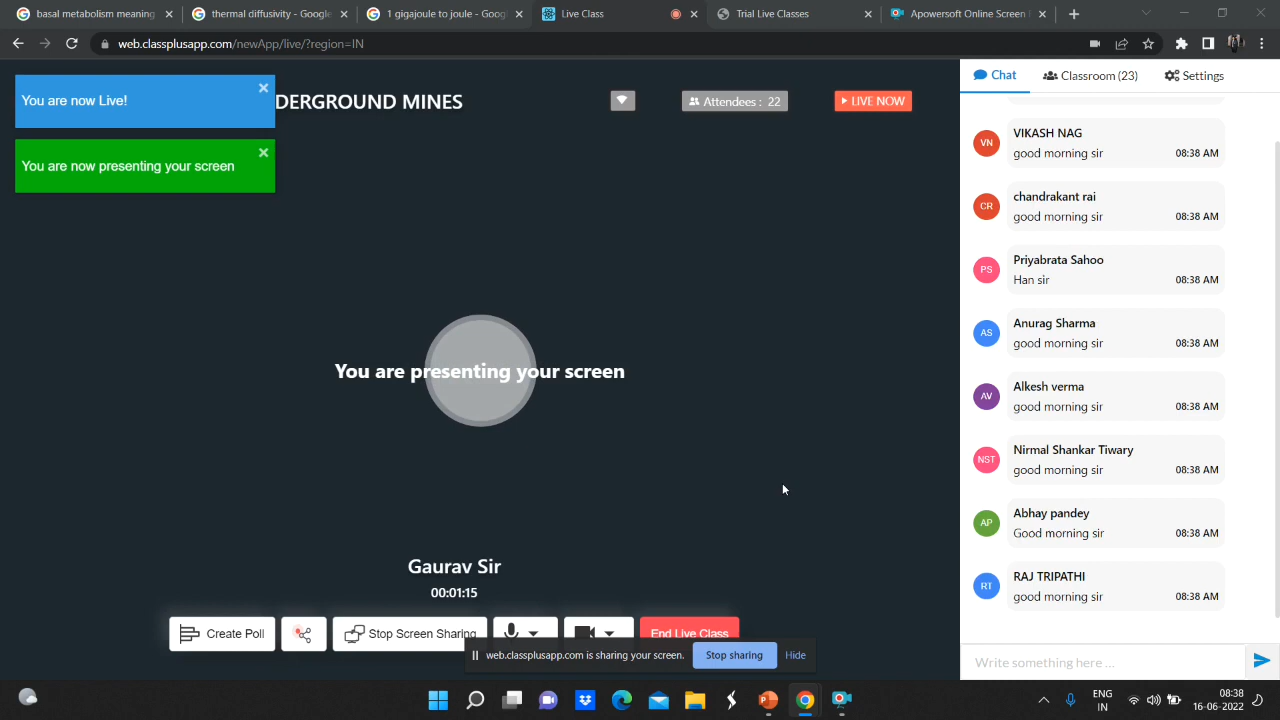 basal metabolism meaning
thermal diffusivity - Google
1 gigajoule to joule - Googl
Live Class
Trial Live Classes
Apowersoft Online Screen
web.classplusapp.com/newApp/live/?region=IN
You are now Live!
DERGROUND MINES
Attendees : 22
LIVE NOW
You are now presenting your screen
You are presenting your screen
Gaurav Sir
00:01:15
Create Poll
Stop Screen Sharing
End Live Class
web.classplusapp.com is sharing your screen.
Stop sharing
Hide
Chat
Classroom (23)
Settings
VN
VIKASH NAG
good morning sir
08:38 AM
CR
chandrakant rai
good morning sir
08:38 AM
PS
Priyabrata Sahoo
Han sir
08:38 AM
AS
Anurag Sharma
good morning sir
08:38 AM
AV
Alkesh verma
good morning sir
08:38 AM
NST
Nirmal Shankar Tiwary
good morning sir
08:38 AM
AP
Abhay pandey
Good morning sir
08:38 AM
RT
RAJ TRIPATHI
good morning sir
08:38 AM
Write something here ...
ENG
IN
08:38
16-06-2022